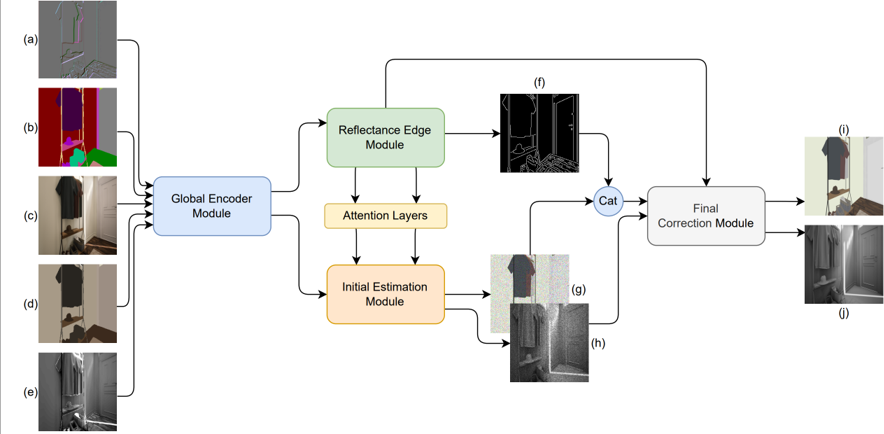 (a)
(b)
(c)
(d)
(e)
Global Encoder
Module
Reflectance Edge
Module
Attention Layers
Initial Estimation
Module
(f)
(g)
(h)
Cat
Final
Correction Module
(i)
(j)